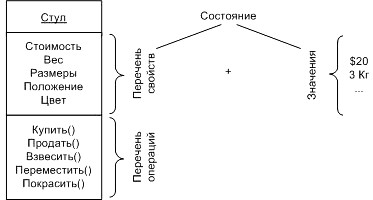 Стул
Состояние
Стоимость
Вес
Размеры
Положение
Цвет
Перечень
свойств
+
Значения
$20
3 Кг
...
Купить()
Продать()
Взвесить()
Переместить()
Покрасить()
Перечень
операций